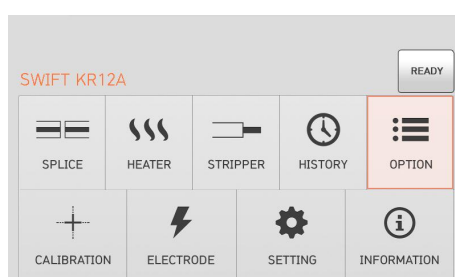 READY
SWIFT KR12A
SPLICE HEATER STRIPPER HISTORY OPTION
CALIBRATION ELECTRODE SETTING INFORMATION